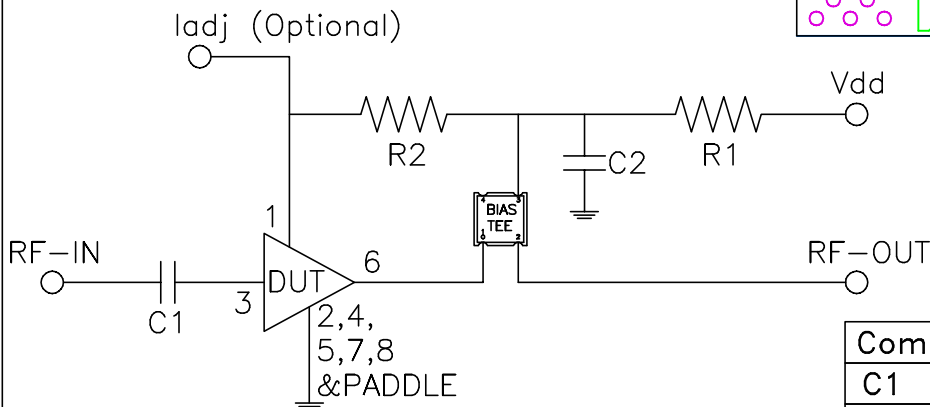 Iadj (Optional)
Vdd
R2
C2
R1
4 3
BIAS
TEE
1 2
1
RF-IN
6
RF-OUT
DUT
3
C1
2,4,
5,7,8
&PADDLE
Com
C1